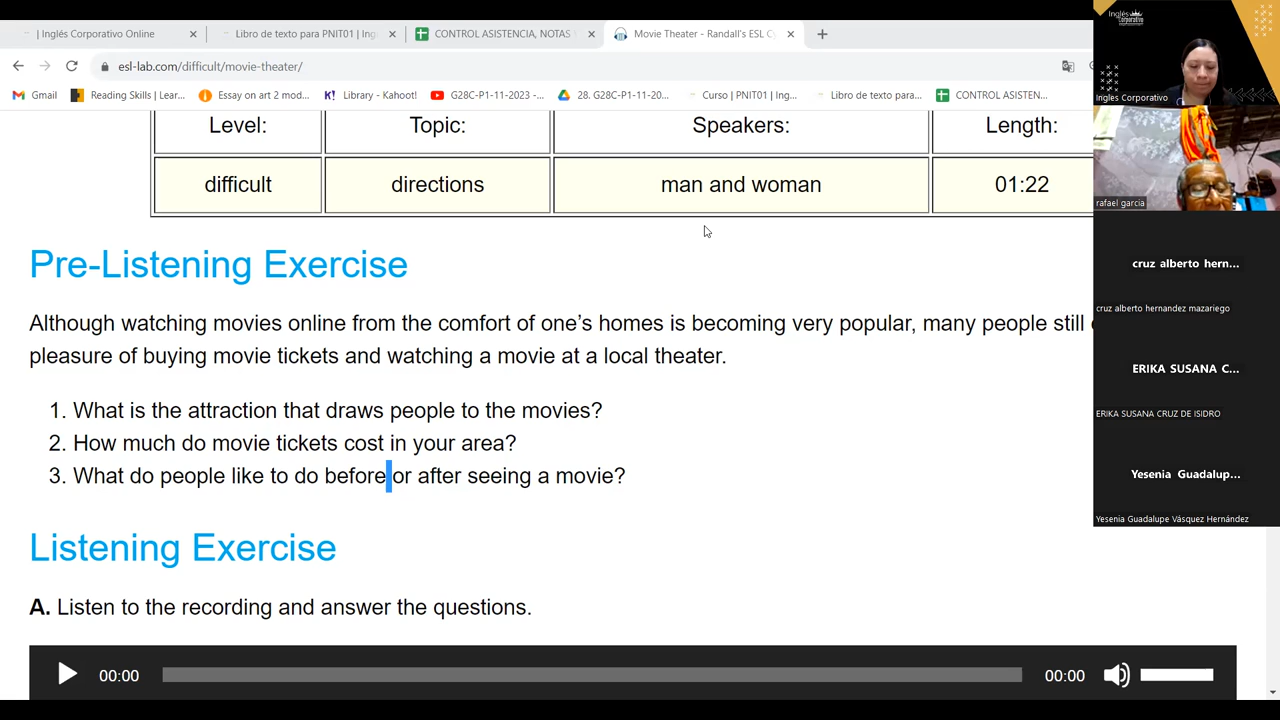 | Inglés Corporativo Online
Libro de texto para PNIT01 | Ing
CONTROL ASISTENCIA, NOTAS
Movie Theater - Randall's ESL Cy
esl-lab.com/difficult/movie-theater/
Gmail
Reading Skills | Lear...
Essay on art 2 mod...
Library - Kahoot!
G28C-P1-11-2023 -...
28. G28C-P1-11-20...
Curso | PNIT01 | Ing...
Libro de texto para...
CONTROL ASISTEN...
Level:
Topic:
Speakers:
Length:
difficult
directions
man and woman
01:22
Pre-Listening Exercise
Although watching movies online from the comfort of one's homes is becoming very popular, many people still
pleasure of buying movie tickets and watching a movie at a local theater.
1. What is the attraction that draws people to the movies?
2. How much do movie tickets cost in your area?
3. What do people like to do before or after seeing a movie?
Listening Exercise
A. Listen to the recording and answer the questions.
00:00
00:00
Inglés
Corporativo
Ingles Corporativo
rafael garcia
cruz alberto hern...
cruz alberto hernandez mazariego
ERIKA SUSANA C...
ERIKA SUSANA CRUZ DE ISIDRO
Yesenia Guadalup...
Yesenia Guadalupe Vásquez Hernández